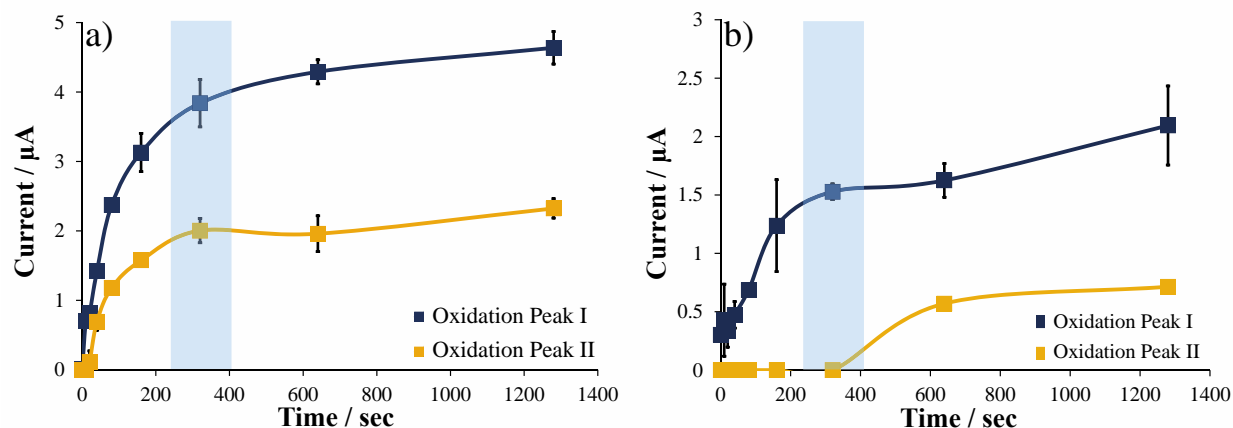 a)
5
4
3
2
1
0
Current / µA
0 200 400 600 800 1000 1200 1400
Time / sec
Oxidation Peak I
Oxidation Peak II
b)
3
2.5
2
1.5
1
0.5
0
Current / µA
0 200 400 600 800 1000 1200 1400
Time / sec
Oxidation Peak I
Oxidation Peak II